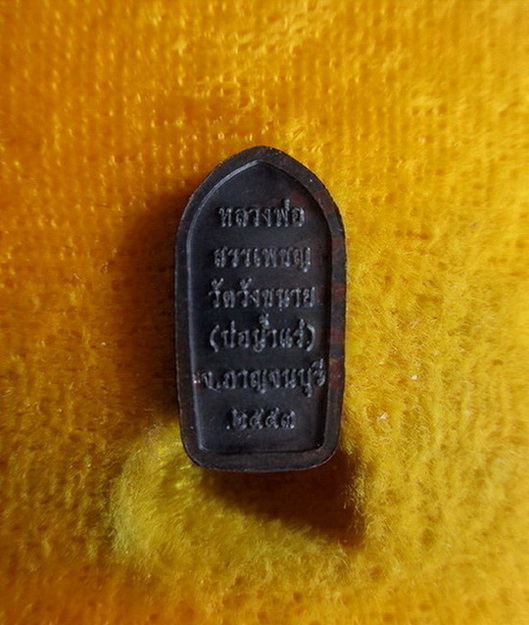 หลวงพ่อ
สรรเพชญ
วัดวังขนาย
(บ่อน้ำแร่)
จ.กาญจนบุรี
๒๕๕๗